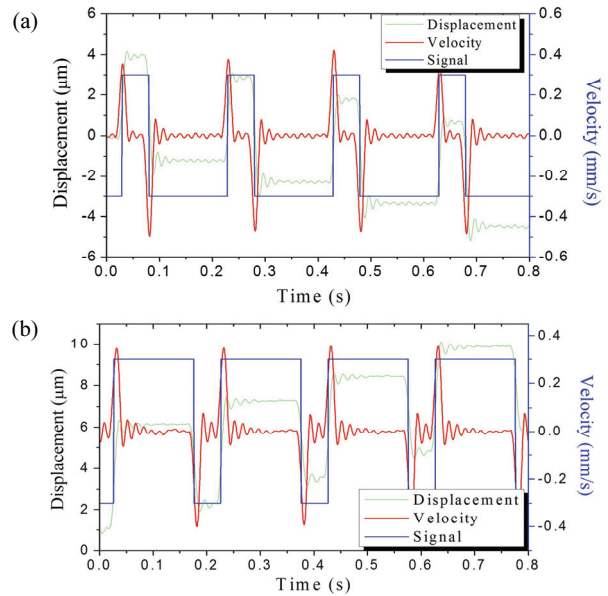 (a)
Displacement
Velocity
Signal
Displacement (μm)
6
4
2
0
-2
-4
-6
0.6
0.4
0.2
0.0
-0.2
-0.4
-0.6
Velocity (mm/s)
0.0 0.1 0.2 0.3 0.4 0.5 0.6 0.7 0.8
Time (s)
(b)
Displacement (μm)
10
8
6
4
2
0
0.4
0.2
0.0
-0.2
-0.4
Velocity (mm/s)
Displacement
Velocity
Signal
0.0 0.1 0.2 0.3 0.4 0.5 0.6 0.7 0.8
Time (s)